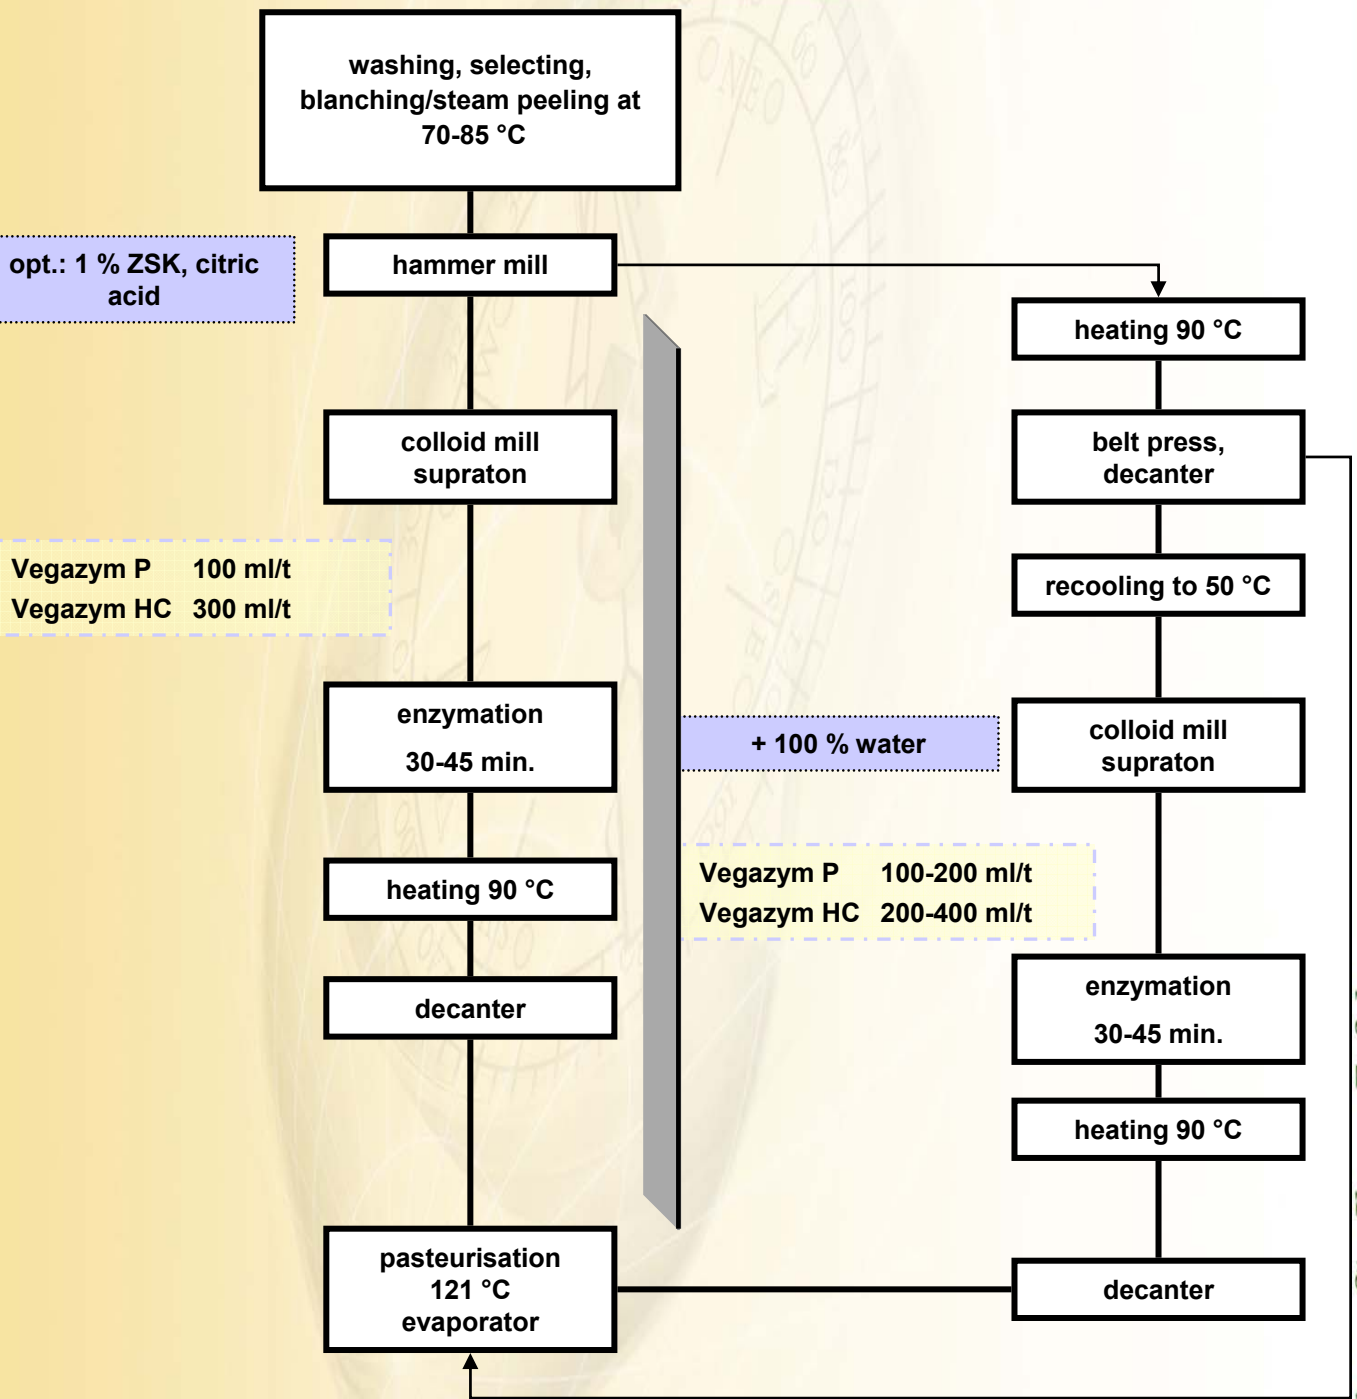 washing, selecting,
blanching/steam peeling at
70-85 °C
opt.: 1 % ZSK, citric
acid
hammer mill
heating 90 °C
colloid mill
supraton
belt press,
decanter
Vegazym P 100 ml/t
Vegazym HC 300 ml/t
recooling to 50 °C
enzymation
30-45 min.
+ 100 % water
colloid mill
supraton
heating 90 °C
Vegazym P 100-200 ml/t
Vegazym HC 200-400 ml/t
decanter
enzymation
30-45 min.
heating 90 °C
pasteurisation
121 °C
evaporator
decanter